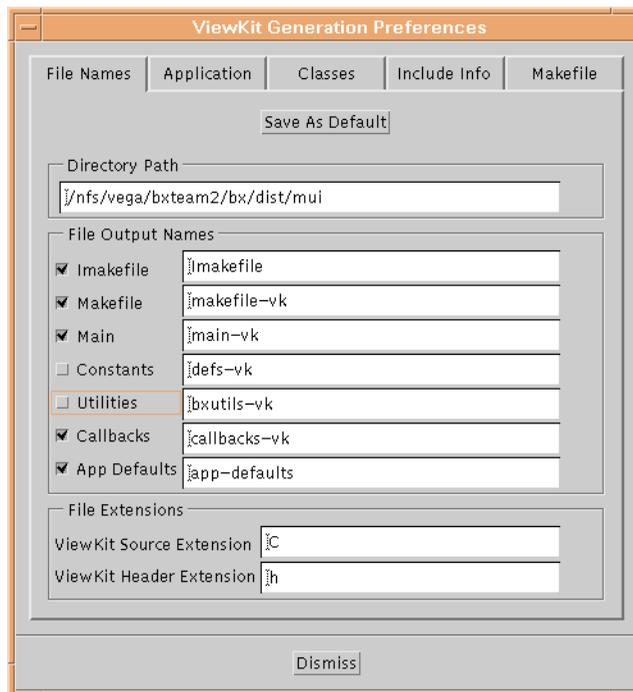 ViewKit Generation Preferences
File Names Application Classes Include Info Makefile
Save As Default
Directory Path
/nfs/vega/bxteam2/bx/dist/mui
File Output Names
Imakefile Imakefile
Makefile makefile-vk
Main main-vk
Constants defs-vk
Utilities bxutils-vk
Callbacks callbacks-vk
App Defaults app-defaults
File Extensions
ViewKit Source Extension C
ViewKit Header Extension h
Dismiss